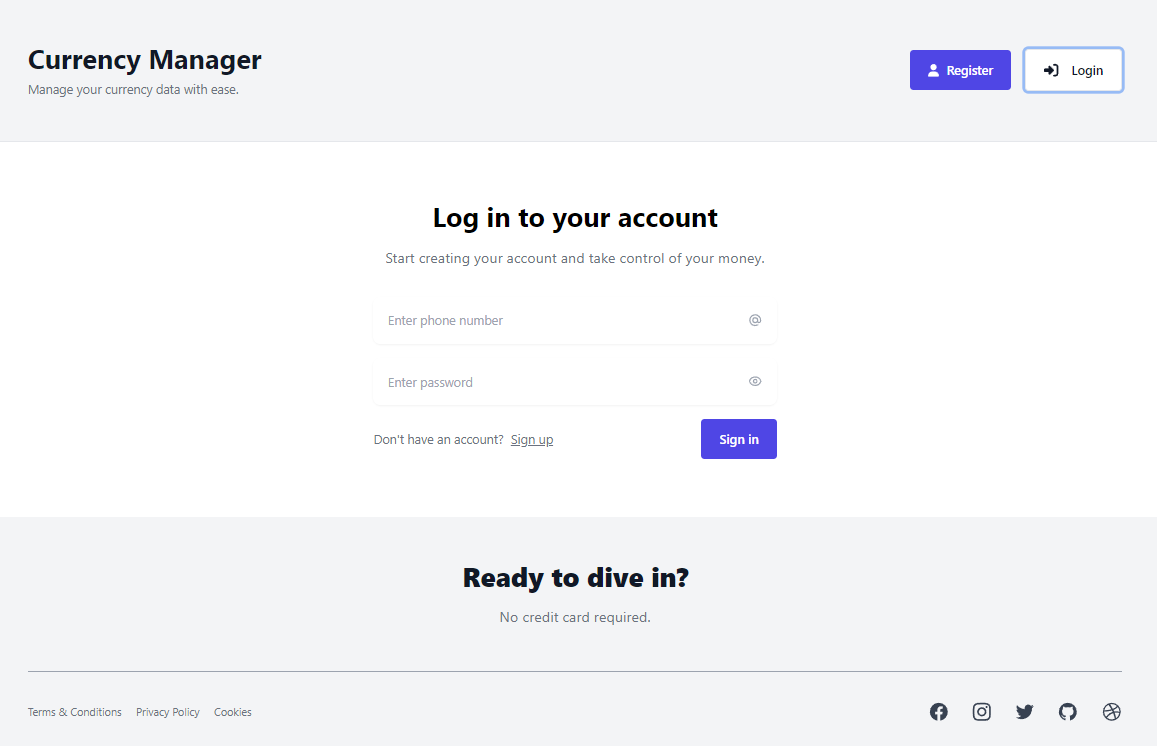 Currency Manager
Manage your currency data with ease.
Register
Login
Log in to your account
Start creating your account and take control of your money.
Enter phone number
Enter password
Don't have an account? Sign up
Sign in
Ready to dive in?
No credit card required.
Terms & Conditions Privacy Policy Cookies